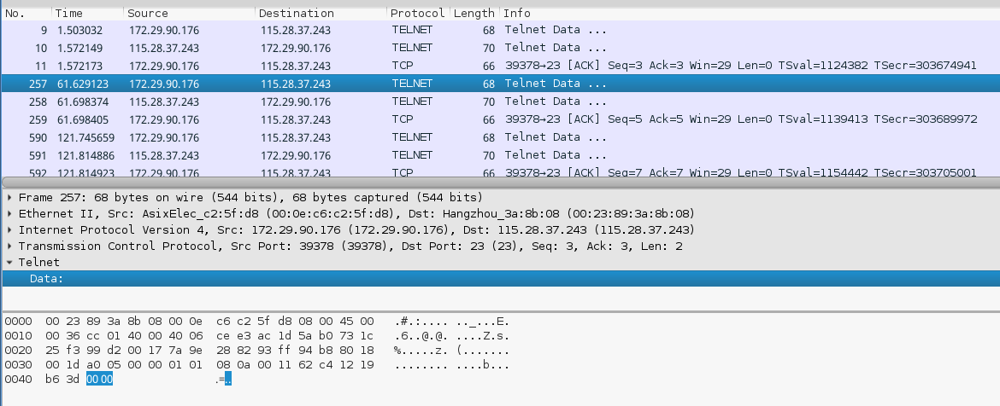 No. Time Source Destination Protocol Length Info
9 1.503032 172.29.90.176 115.28.37.243 TELNET 68 Telnet Data ...
10 1.572149 115.28.37.243 172.29.90.176 TELNET 70 Telnet Data ...
11 1.572173 172.29.90.176 115.28.37.243 TCP 66 39378→23 [ACK] Seq=3 Ack=3 Win=29 Len=0 TSval=1124382 TSecr=303674941
257 61.629123 172.29.90.176 115.28.37.243 TELNET 68 Telnet Data ...
258 61.698374 115.28.37.243 172.29.90.176 TELNET 70 Telnet Data ...
259 61.698405 172.29.90.176 115.28.37.243 TCP 66 39378→23 [ACK] Seq=5 Ack=5 Win=29 Len=0 TSval=1139413 TSecr=303689972
590 121.745659 172.29.90.176 115.28.37.243 TELNET 68 Telnet Data ...
591 121.814886 115.28.37.243 172.29.90.176 TELNET 70 Telnet Data ...
592 121.814923 172.29.90.176 115.28.37.243 TCP 66 39378→23 [ACK] Seq=7 Ack=7 Win=29 Len=0 TSval=1154442 TSecr=303705001
Frame 257: 68 bytes on wire (544 bits), 68 bytes captured (544 bits)
Ethernet II, Src: AsixElec_c2:5f:d8 (00:0e:c6:c2:5f:d8), Dst: Hangzhou_3a:8b:08 (00:23:89:3a:8b:08)
Internet Protocol Version 4, Src: 172.29.90.176 (172.29.90.176), Dst: 115.28.37.243 (115.28.37.243)
Transmission Control Protocol, Src Port: 39378 (39378), Dst Port: 23 (23), Seq: 3, Ack: 3, Len: 2
Telnet
Data:
0000 00 23 89 3a 8b 08 00 0e c6 c2 5f d8 08 00 45 00 .#.:.... .._...E.
0010 00 36 cc 01 40 00 40 06 ce e3 ac 1d 5a b0 73 1c .6..@.@. ....Z.s.
0020 25 f3 99 d2 00 17 7a 9e 28 82 93 ff 94 b8 80 18 %.....z. (.......
0030 00 1d a0 05 00 00 01 01 08 0a 00 11 62 c4 12 19 ........ ....b...
0040 b6 3d 00 00 .=..